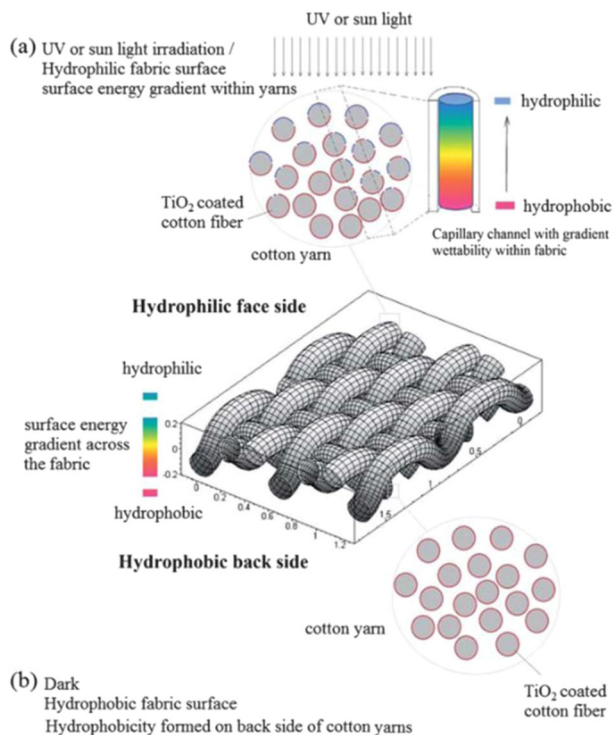 (a) UV or sun light irradiation /
Hydrophilic fabric surface
surface energy gradient within yarns
UV or sun light
hydrophilic
hydrophobic
Capillary channel with gradient
wettability within fabric
TiO₂ coated
cotton fiber
cotton yarn
Hydrophilic face side
hydrophilic
surface energy
gradient across
the fabric
0.2
0
-0.2
hydrophobic
0
0.2
0.4
0.6
0.8
1
1.2
0
0.5
1
1.5
Hydrophobic back side
cotton yarn
TiO₂ coated
cotton fiber
(b) Dark
Hydrophobic fabric surface
Hydrophobicity formed on back side of cotton yarns